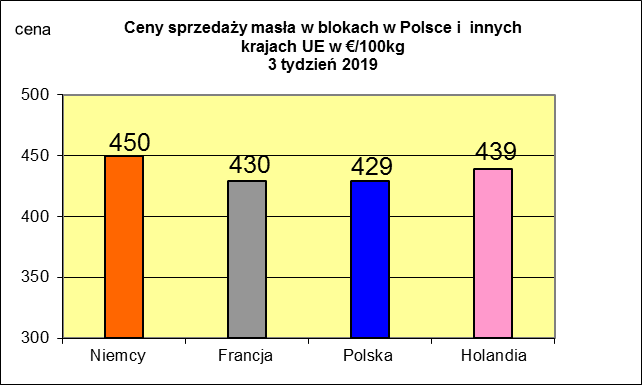 cena
Ceny sprzedaży masła w blokach w Polsce i  innych
krajach UE w €/100kg
3 tydzień 2019
500
450
400
350
300
450
430
429
439
Niemcy
Francja
Polska
Holandia